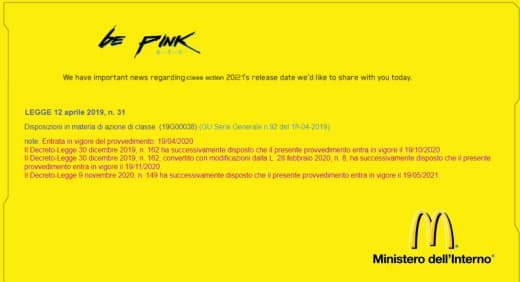 be PINK
We have important news regarding class action 2021's release date we'd like to share with you today.
LEGGE 12 aprile 2019, n. 31
Disposizioni in materia di azione di classe. (19G00038) (GU Serie Generale n.92 del 18-04-2019)
note: Entrata in vigore del provvedimento: 19/04/2020
Il Decreto-Legge 30 dicembre 2019, n. 162 ha successivamente disposto che il presente provvedimento entra in vigore il 19/10/2020
Il Decreto-Legge 30 dicembre 2019, n. 162, convertito con modificazioni dalla L. 28 febbraio 2020, n. 8, ha successivamente disposto che il presente
provvedimento entra in vigore il 19/11/2020
Il Decreto-Legge 9 novembre 2020, n. 149 ha successivamente disposto che il presente provvedimento entra in vigore il 19/05/2021.
Ministero dell'Interno